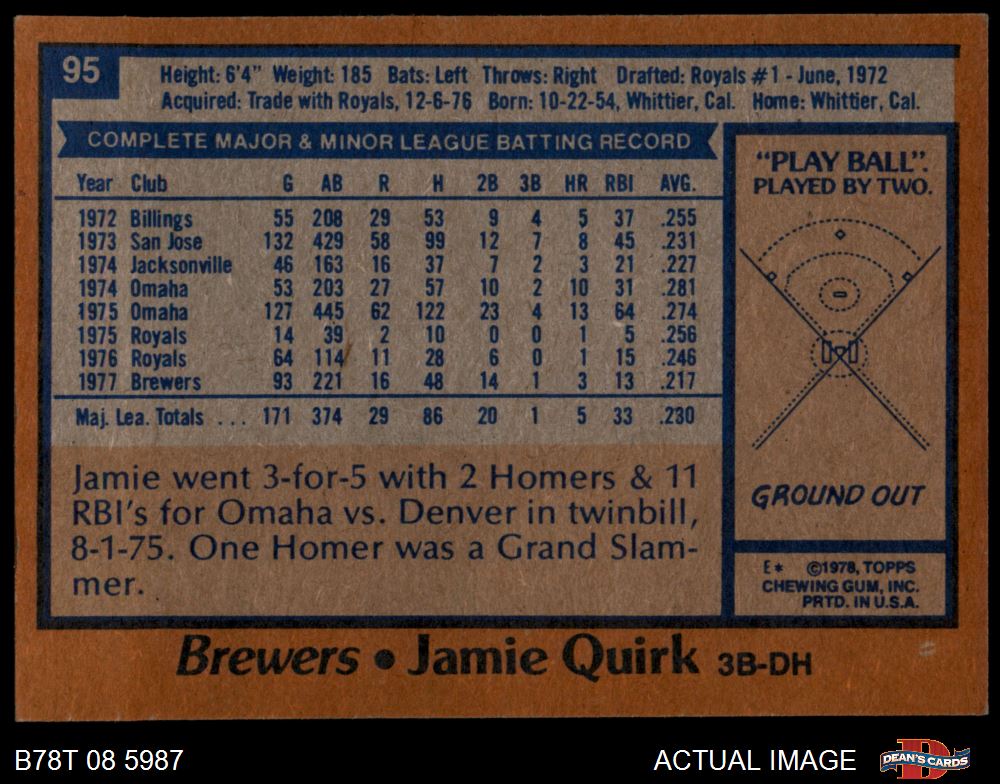 95
Height: 6'4" Weight: 185 Bats: Left Throws: Right Drafted: Royals #1 - June, 1972
Acquired: Trade with Royals, 12-6-76 Born: 10-22-54, Whittier, Cal. Home: Whittier, Cal.
COMPLETE MAJOR & MINOR LEAGUE BATTING RECORD
Year Club G AB R H 2B 3B HR RBI AVG.
1972 Billings 55 208 29 53 9 4 5 37 .255
1973 San Jose 132 429 58 99 12 7 8 45 .231
1974 Jacksonville 46 163 16 37 7 2 3 21 .227
1974 Omaha 53 203 27 57 10 2 10 31 .281
1975 Omaha 127 445 62 122 23 4 13 64 .274
1975 Royals 14 39 2 10 0 0 1 5 .256
1976 Royals 64 114 11 28 6 0 1 15 .246
1977 Brewers 93 221 16 48 14 1 3 13 .217
Maj. Lea. Totals ... 171 374 29 86 20 1 5 33 .230
Jamie went 3-for-5 with 2 Homers & 11
RBI's for Omaha vs. Denver in twinbill,
8-1-75. One Homer was a Grand Slam-
mer.
"PLAY BALL".
PLAYED BY TWO.
GROUND OUT
E* ©1978, TOPPS
CHEWING GUM, INC.
PRTD. IN U.S.A.
Brewers • Jamie Quirk 3B-DH
B78T 08 5987
ACTUAL IMAGE
D
DEAN'S CARDS